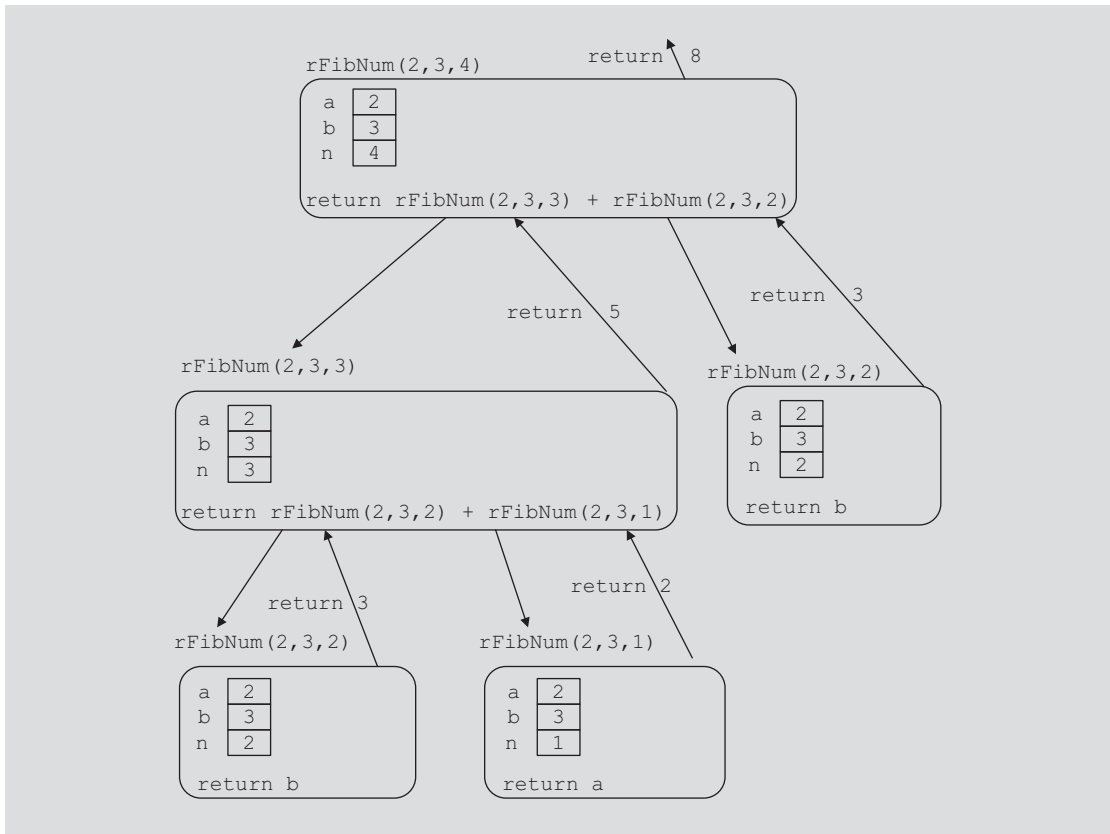 rFibNum(2,3,4)
return 8
a 2
b 3
n 4
return rFibNum(2,3,3) + rFibNum(2,3,2)
return 5
return 3
rFibNum(2,3,3)
a 2
b 3
n 3
return rFibNum(2,3,2) + rFibNum(2,3,1)
rFibNum(2,3,2)
a 2
b 3
n 2
return b
return 3
return 2
rFibNum(2,3,2)
a 2
b 3
n 2
return b
rFibNum(2,3,1)
a 2
b 3
n 1
return a